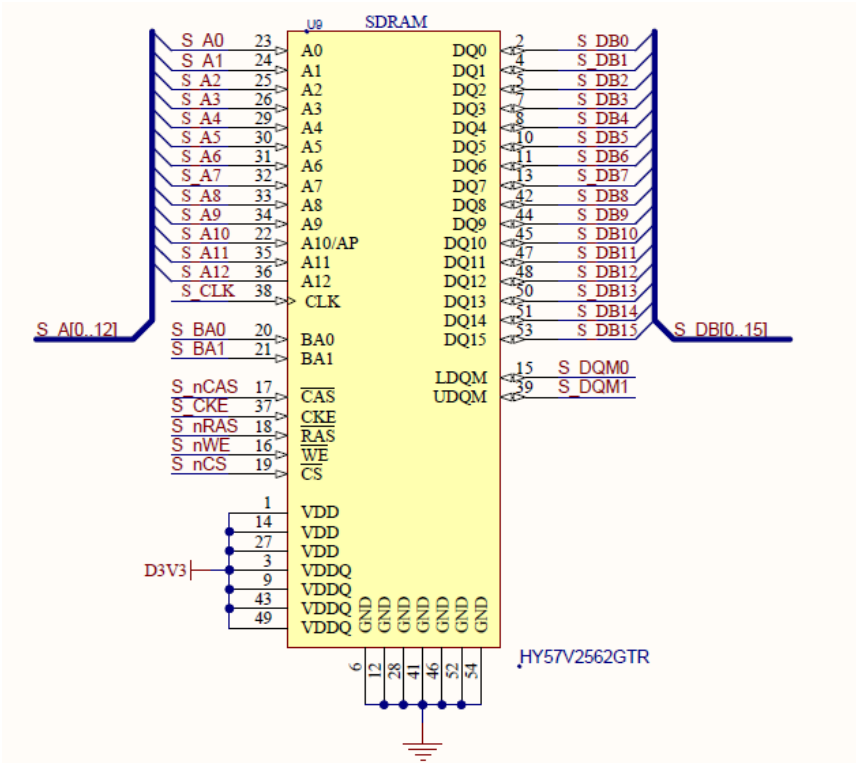 U9 SDRAM
S_A0 23 A0 DQ0 2 S_DB0
S_A1 24 A1 DQ1 4 S_DB1
S_A2 25 A2 DQ2 5 S_DB2
S_A3 26 A3 DQ3 7 S_DB3
S_A4 29 A4 DQ4 8 S_DB4
S_A5 30 A5 DQ5 10 S_DB5
S_A6 31 A6 DQ6 11 S_DB6
S_A7 32 A7 DQ7 13 S_DB7
S_A8 33 A8 DQ8 42 S_DB8
S_A9 34 A9 DQ9 44 S_DB9
S_A10 22 A10/AP DQ10 45 S_DB10
S_A11 35 A11 DQ11 47 S_DB11
S_A12 36 A12 DQ12 48 S_DB12
S_CLK 38 CLK DQ13 50 S_DB13
DQ14 51 S_DB14
S_A[0..12] S_BA0 20 BA0 DQ15 53 S_DB15 S_DB[0..15]
S_BA1 21 BA1
LDQM 15 S_DQM0
S_nCAS 17 CAS UDQM 39 S_DQM1
S_CKE 37 CKE
S_nRAS 18 RAS
S_nWE 16 WE
S_nCS 19 CS
1 VDD
14 VDD
27 VDD
D3V3 3 VDDQ
9 VDDQ
43 VDDQ
49 VDDQ
GND GND GND GND GND GND GND
HY57V2562GTR
6 12 28 41 46 52 54